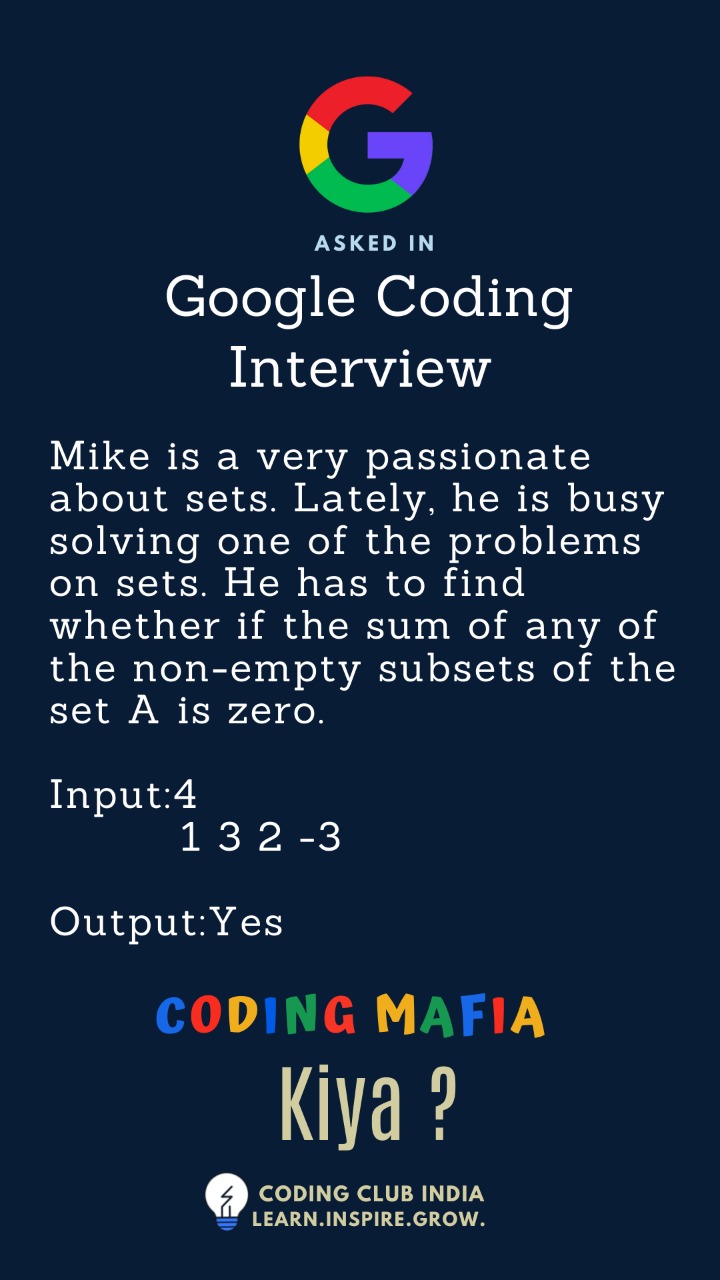 G
ASKED IN
Google Coding
Interview
Mike is a very passionate
about sets. Lately, he is busy
solving one of the problems
on sets. He has to find
whether if the sum of any of
the non-empty subsets of the
set A is zero.
Input:4
1 3 2 -3
Output:Yes
CODING MAFIA
Kiya ?
CODING CLUB INDIA
LEARN.INSPIRE.GROW.